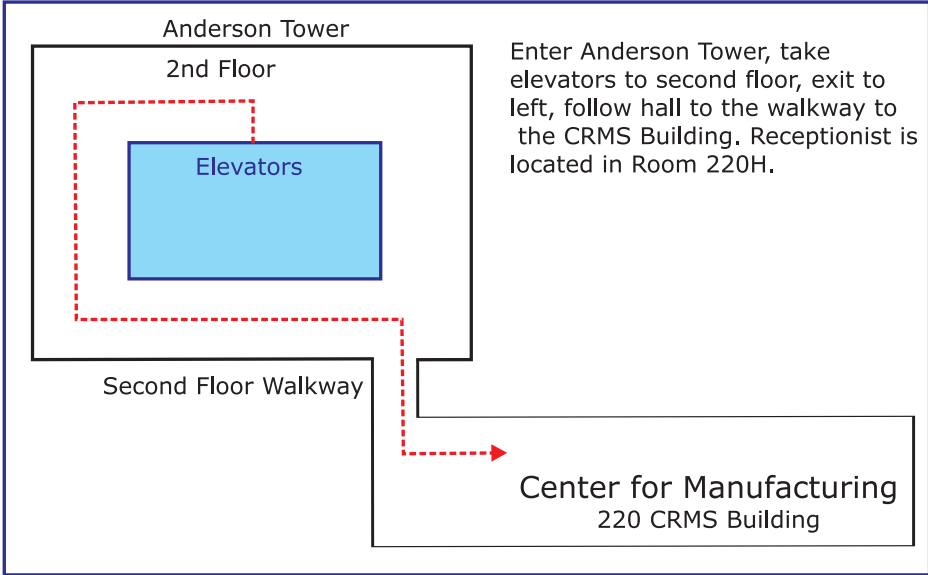 Anderson Tower
2nd Floor
Elevators
Enter Anderson Tower, take
elevators to second floor, exit to
left, follow hall to the walkway to
the CRMS Building. Receptionist is
located in Room 220H.
Second Floor Walkway
Center for Manufacturing
220 CRMS Building